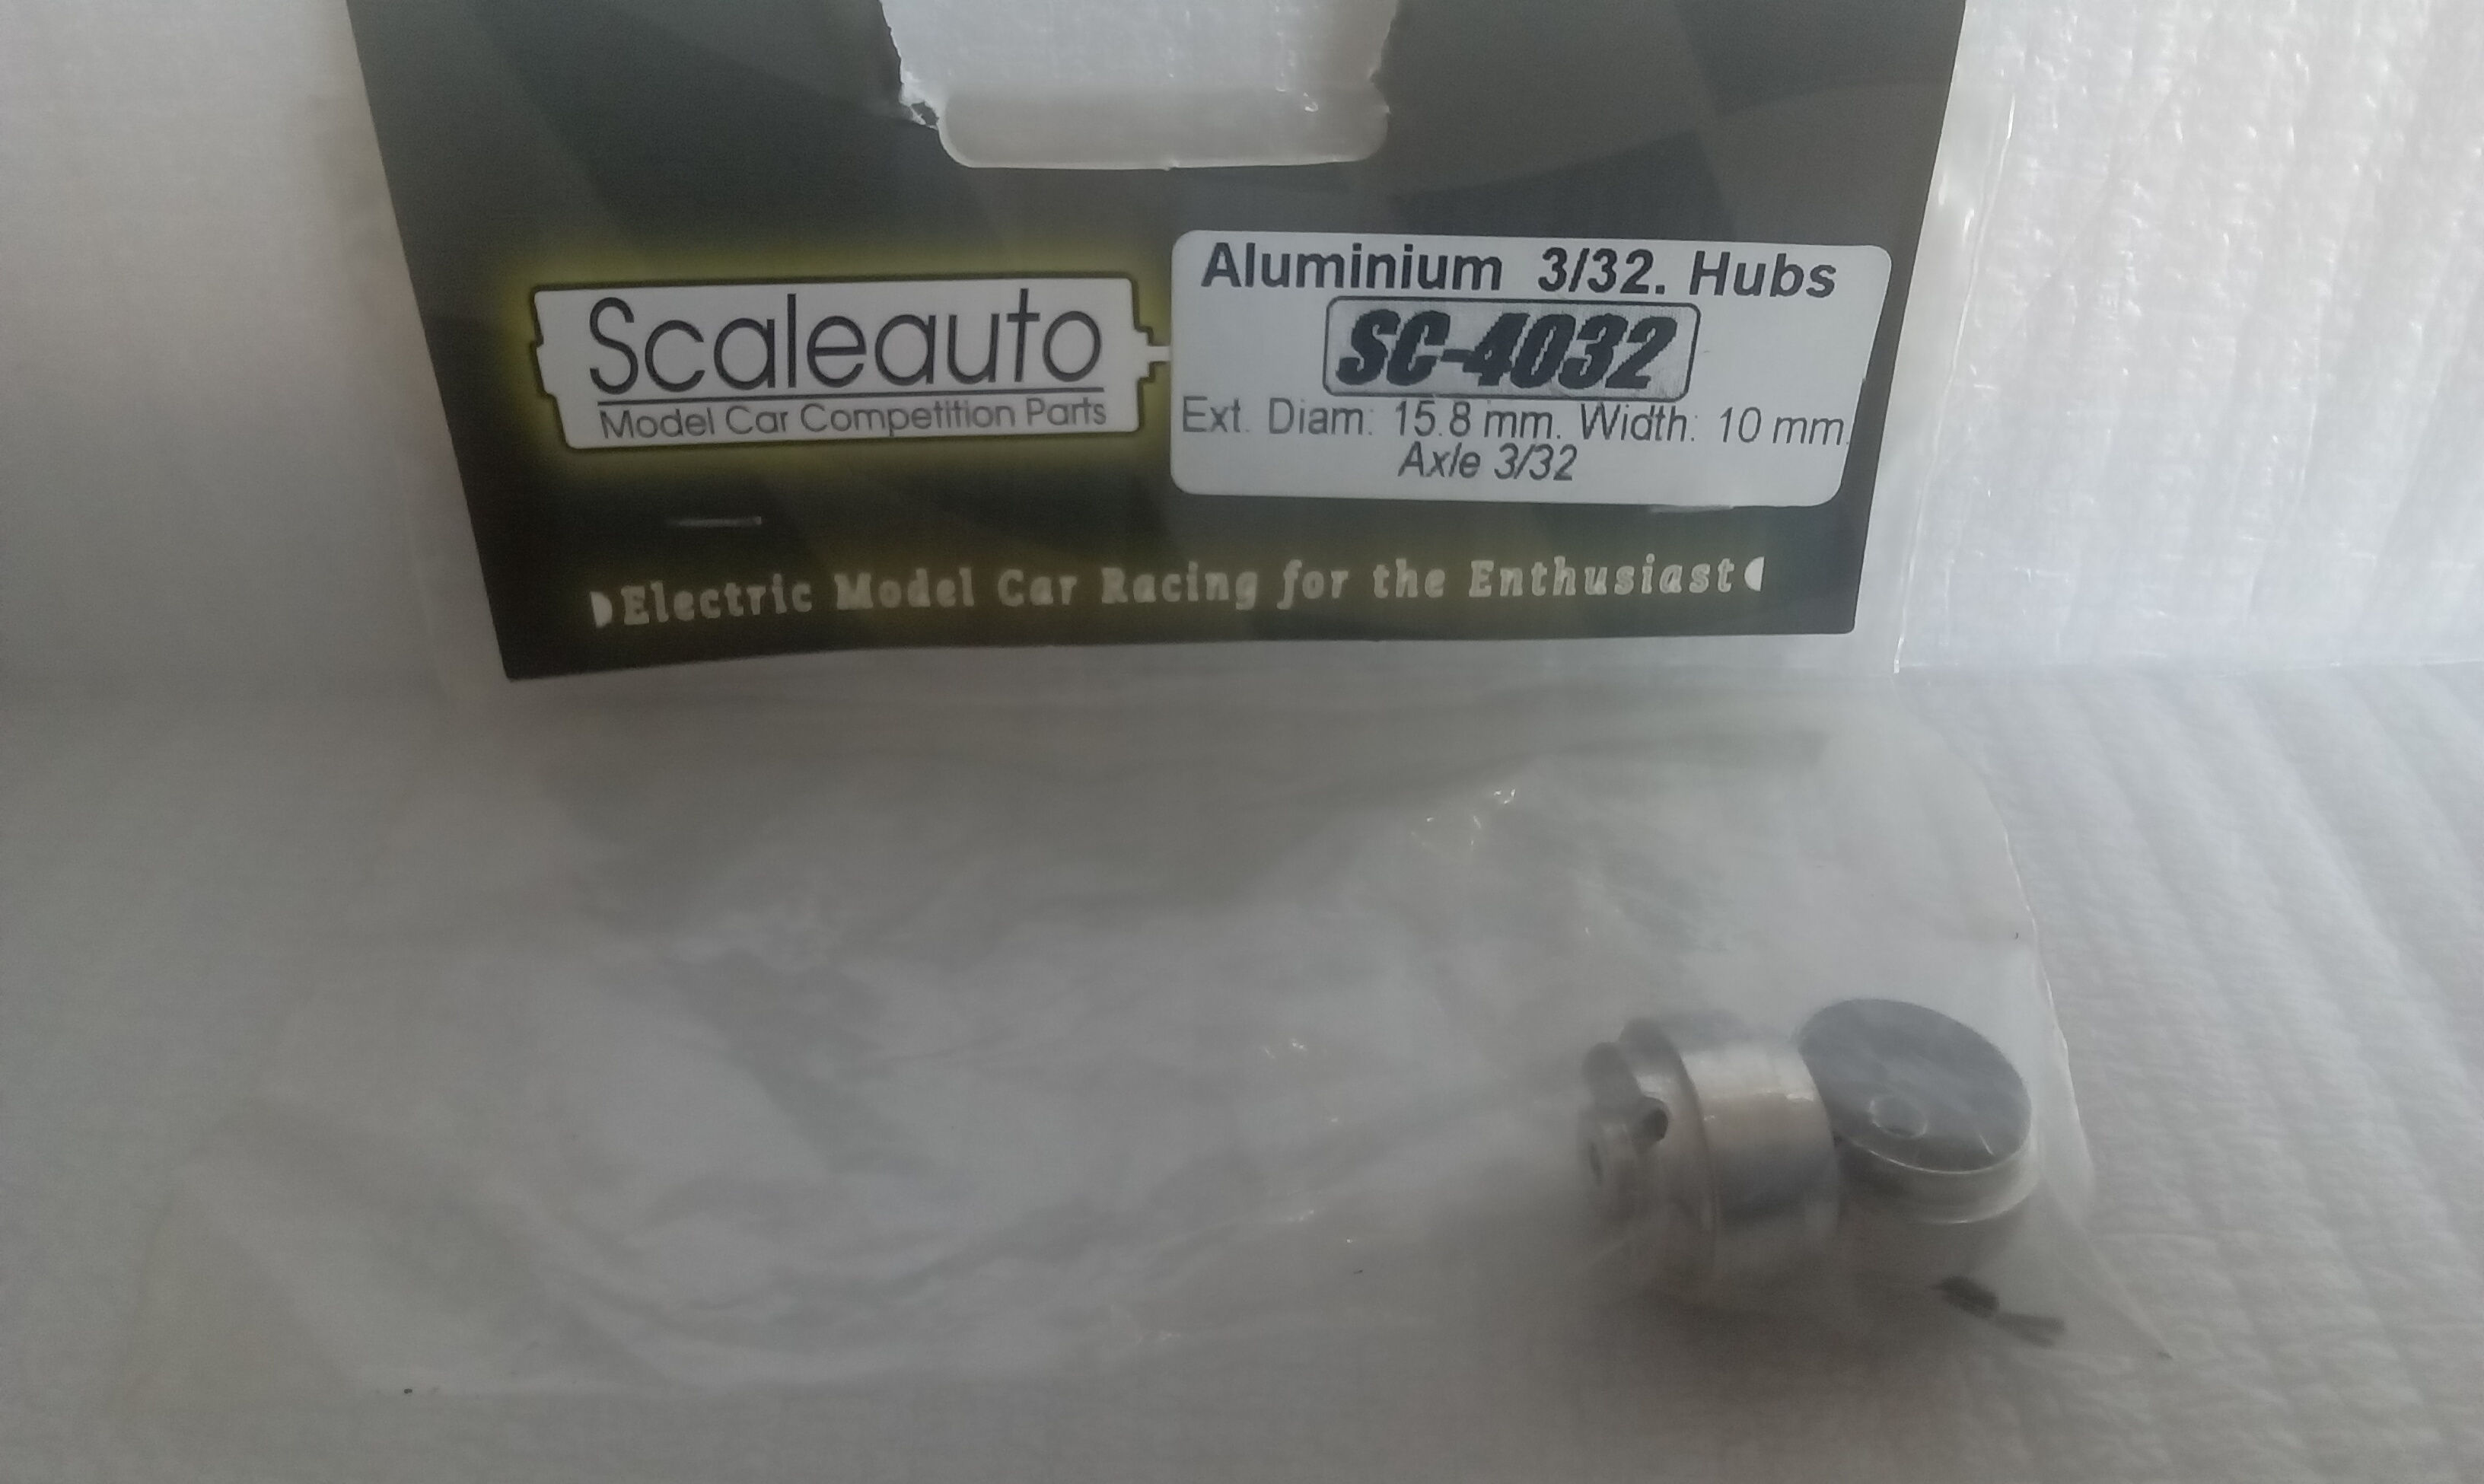 Scaleauto
Model Car Competition Parts
Aluminium 3/32. Hubs
SC-4032
Ext. Diam: 15.8 mm. Width: 10 mm.
Axle 3/32
Electric Model Car Racing for the Enthusiast